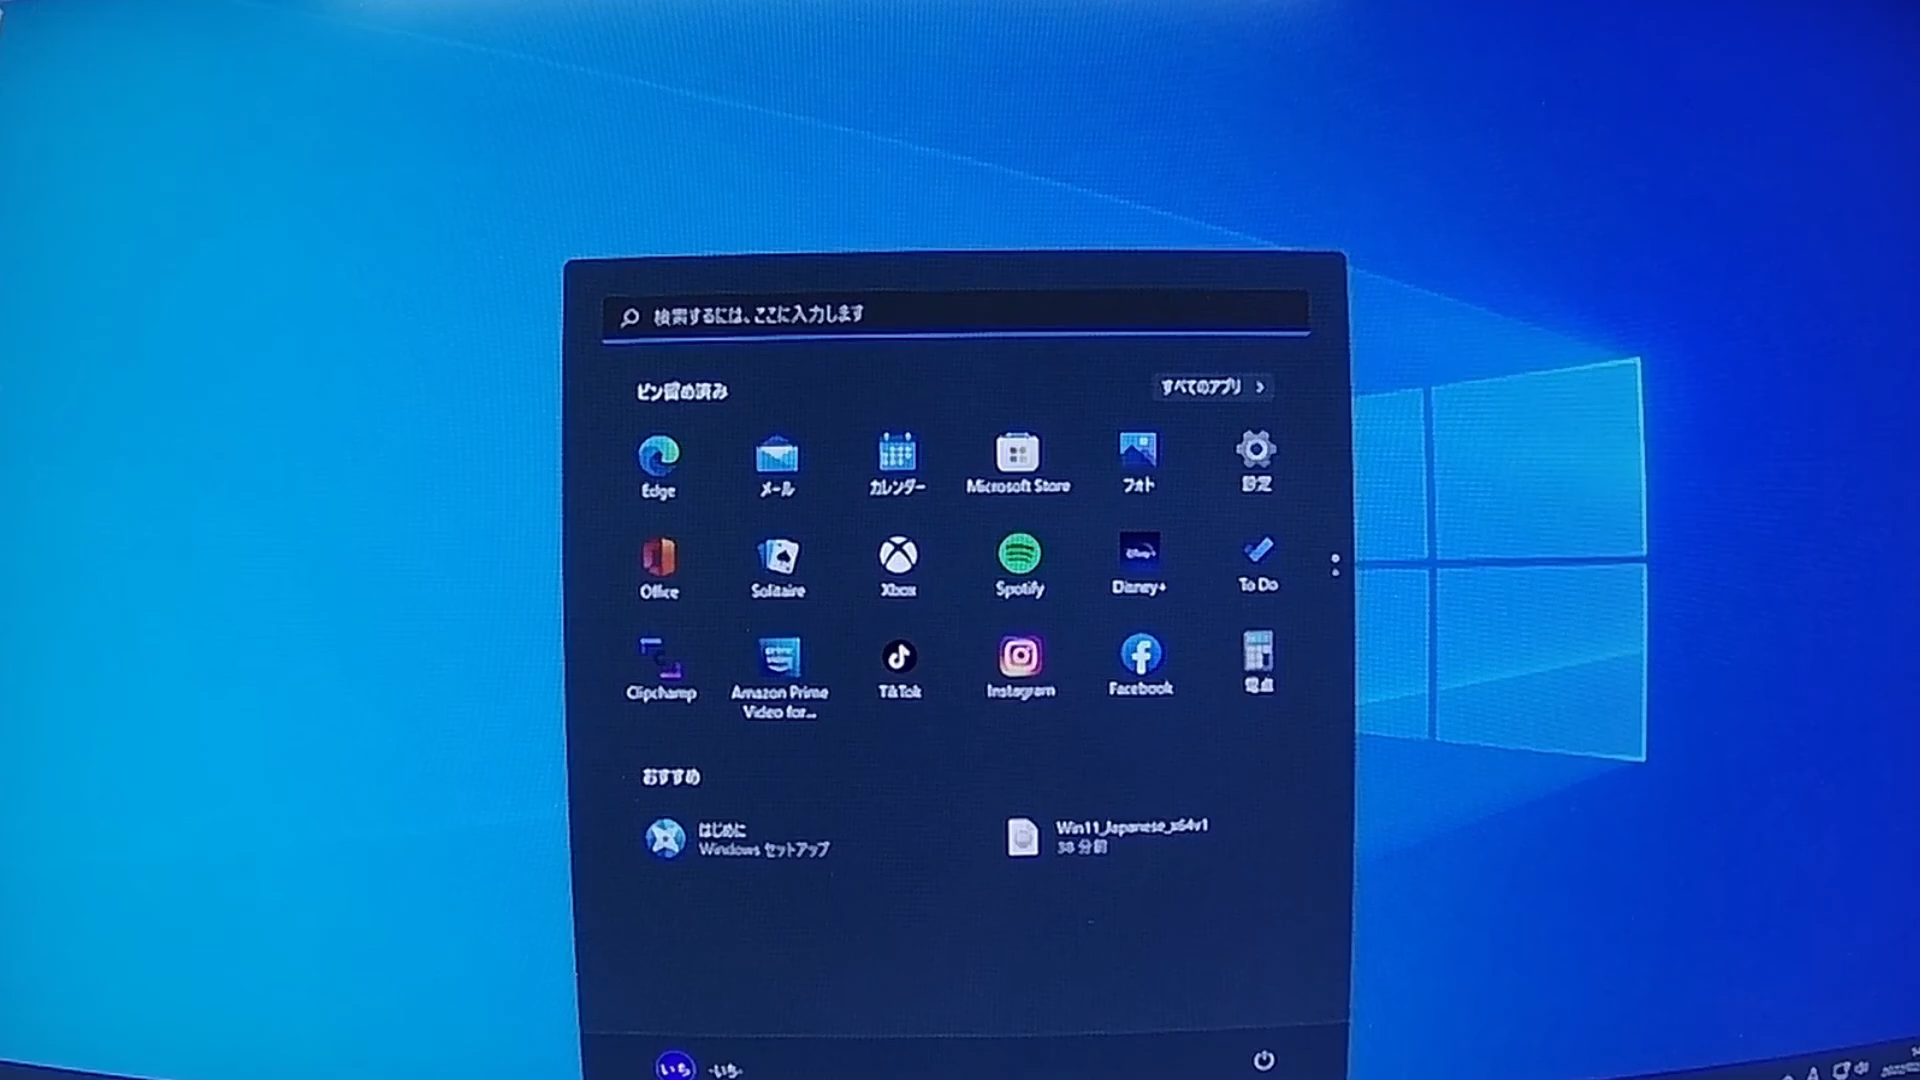 検索するには、ここに入力します
ピン留め済み
すべてのアプリ
Edge
メール
カレンダー
Microsoft Store
フォト
設定
Office
Solitaire
Xbox
Spotify
Disney+
To Do
Clipchamp
Amazon Prime Video for...
TikTok
Instagram
Facebook
電卓
おすすめ
はじめに
Windows セットアップ
Win11_Japanese_x64v1
38 分前
いち
-いち-
A